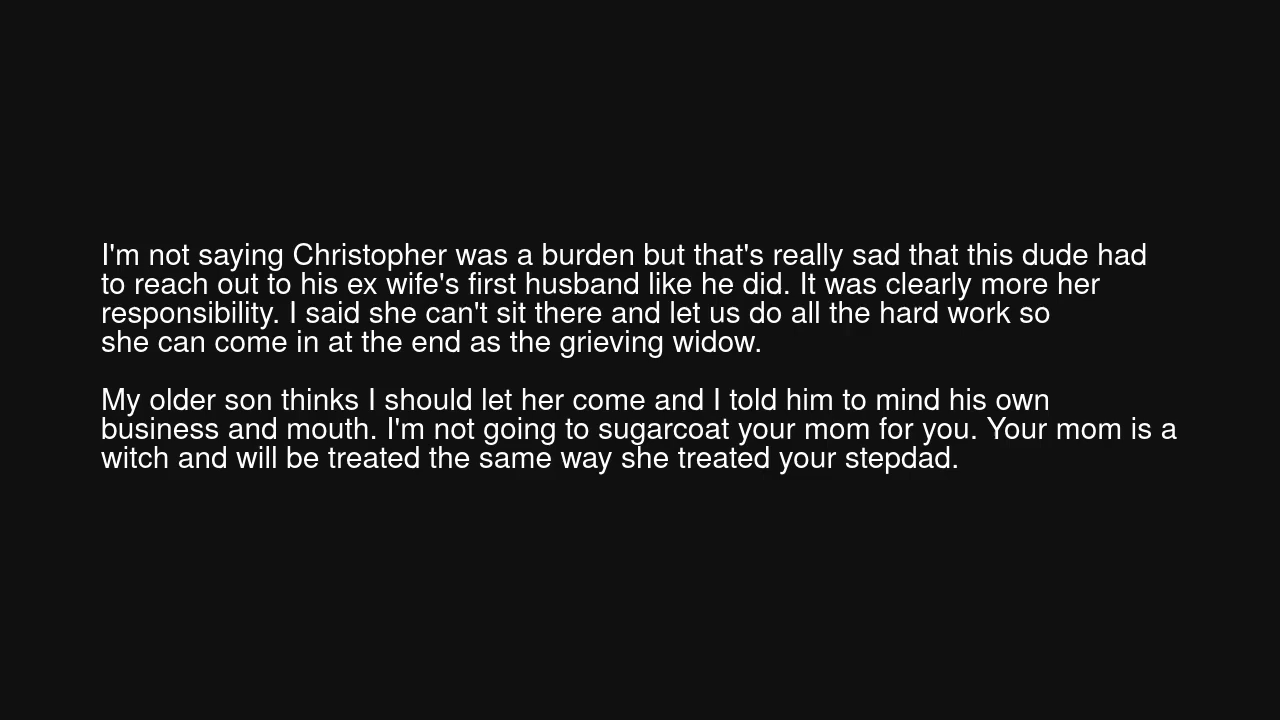 I'm not saying Christopher was a burden but that's really sad that this dude had
to reach out to his ex wife's first husband like he did. It was clearly more her
responsibility. I said she can't sit there and let us do all the hard work so
she can come in at the end as the grieving widow.
My older son thinks I should let her come and I told him to mind his own
business and mouth. I'm not going to sugarcoat your mom for you. Your mom is a
witch and will be treated the same way she treated your stepdad.